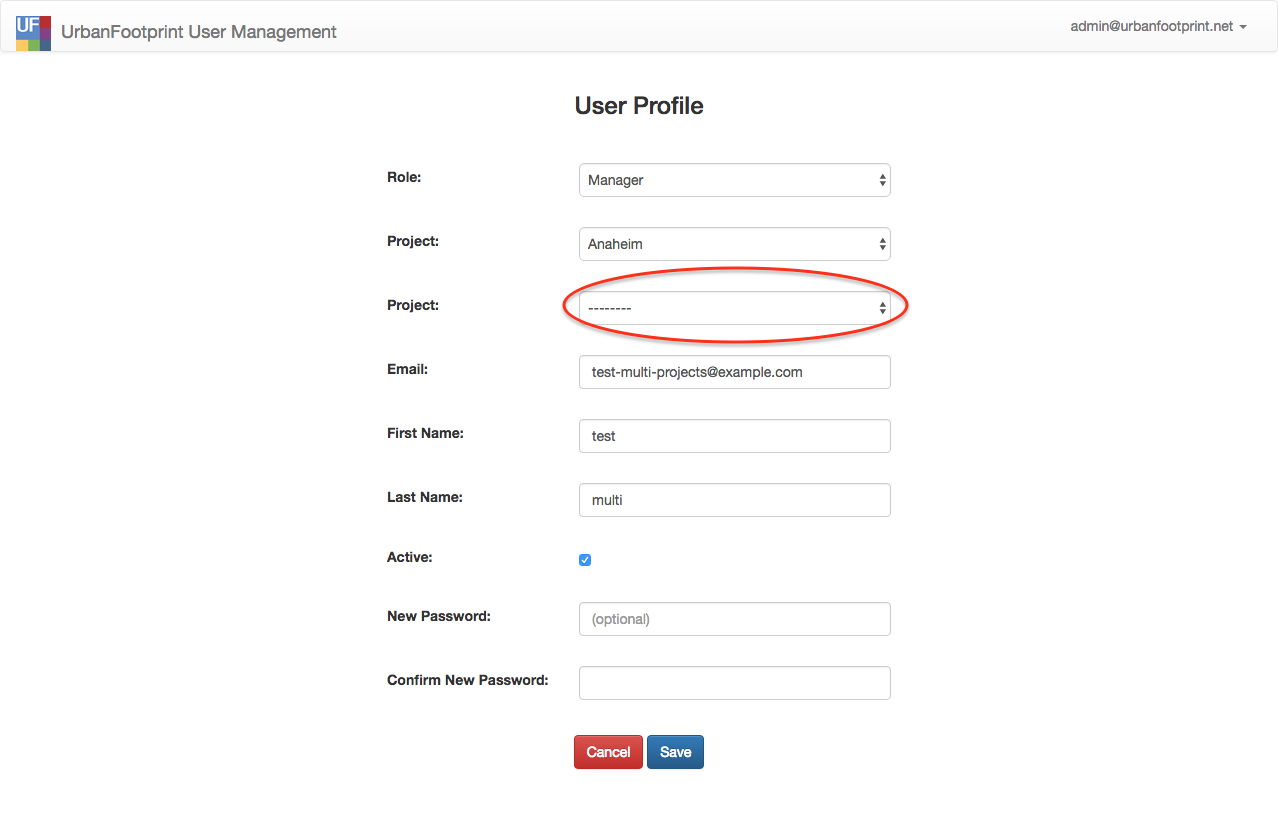 UF UrbanFootprint User Management admin@urbanfootprint.net
User Profile
Role: Manager
Project: Anaheim
Project: --------
Email: test-multi-projects@example.com
First Name: test
Last Name: multi
Active:
New Password: (optional)
Confirm New Password:
Cancel Save